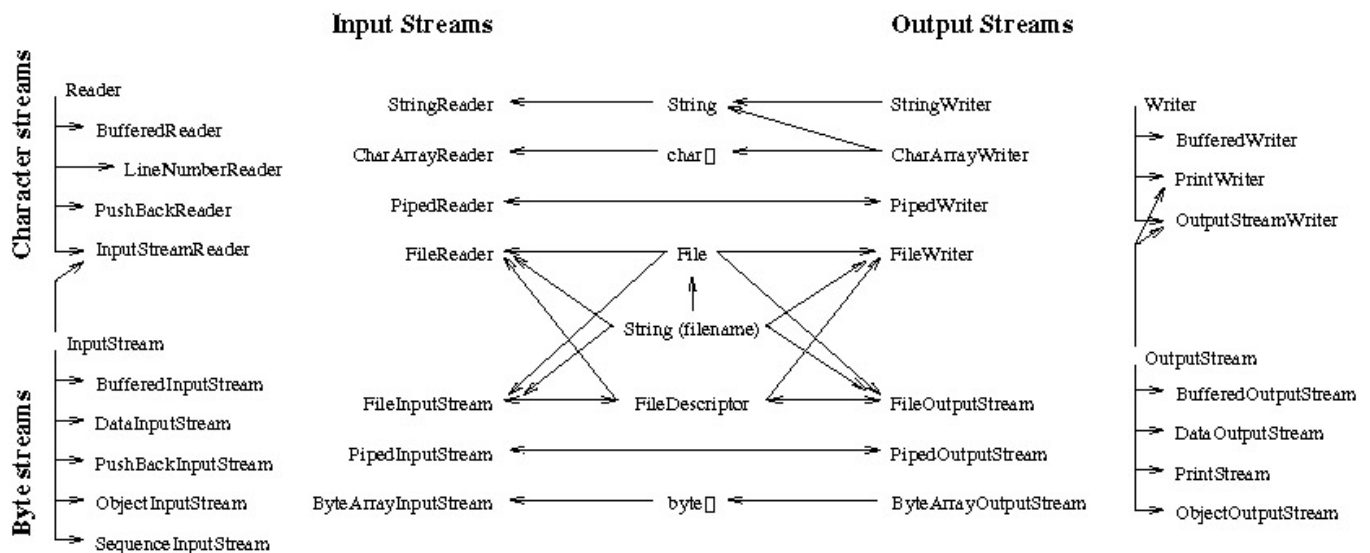 Input Streams
Output Streams
Character streams
Reader
BufferedReader
LineNumberReader
PushBackReader
InputStreamReader
StringReader
String
StringWriter
CharArrayReader
char[]
CharArrayWriter
PipedReader
PipedWriter
FileReader
File
FileWriter
String (filename)
Writer
BufferedWriter
PrintWriter
OutputStreamWriter
Byte streams
InputStream
BufferedInputStream
DataInputStream
PushBackInputStream
ObjectInputStream
SequenceInputStream
FileInputStream
FileDescriptor
FileOutputStream
PipedInputStream
PipedOutputStream
ByteArrayInputStream
byte[]
ByteArrayOutputStream
OutputStream
BufferedOutputStream
DataOutputStream
PrintStream
ObjectOutputStream